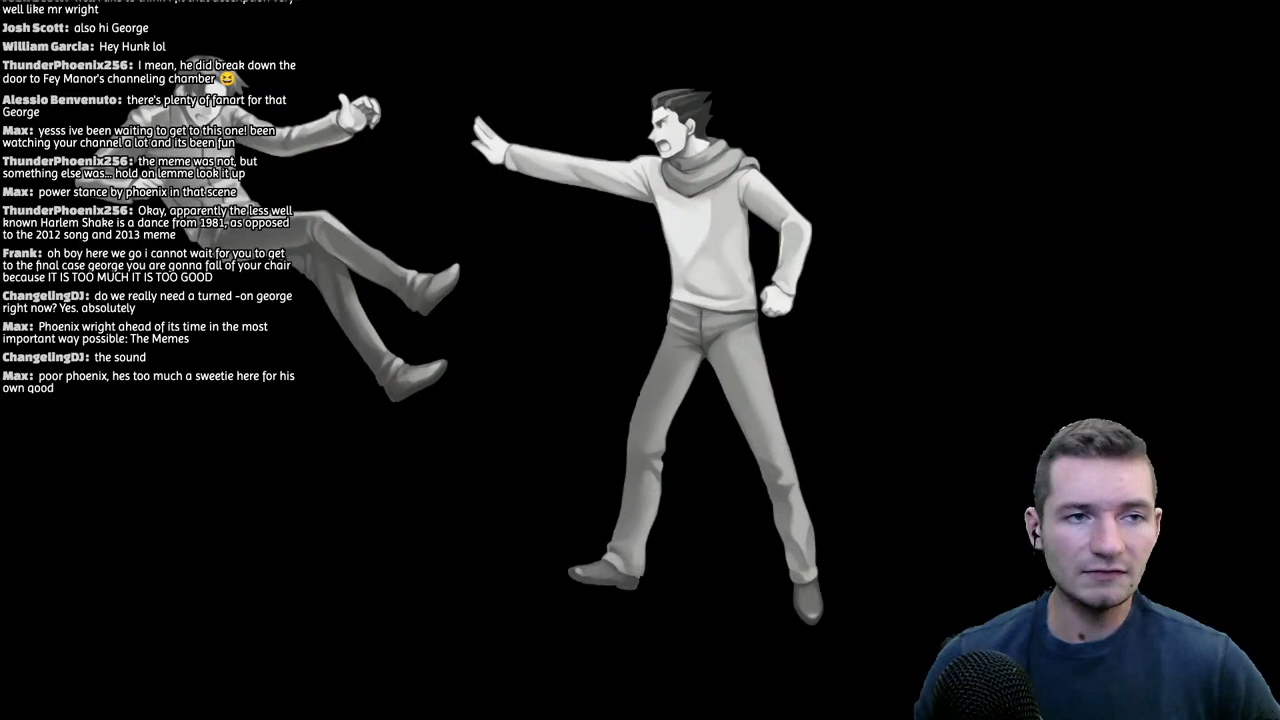 well like mr wright
Josh Scott: also hi George
William Garcia: Hey Hunk lol
ThunderPhoenix256: I mean, he did break down the
door to Fey Manor's channeling chamber 😆
Alessio Benvenuto: there's plenty of fanart for that
George
Max: yesss ive been waiting to get to this one! been
watching your channel a lot and its been fun
ThunderPhoenix256: the meme was not, but
something else was... hold on lemme look it up
Max: power stance by phoenix in that scene
ThunderPhoenix256: Okay, apparently the less well
known Harlem Shake is a dance from 1981, as opposed
to the 2012 song and 2013 meme
Frank: oh boy here we go i cannot wait for you to get
to the final case george you are gonna fall of your chair
because IT IS TOO MUCH IT IS TOO GOOD
ChangelingDJ: do we really need a turned -on george
right now? Yes. absolutely
Max: Phoenix wright ahead of its time in the most
important way possible: The Memes
ChangelingDJ: the sound
Max: poor phoenix, hes too much a sweetie here for his
own good